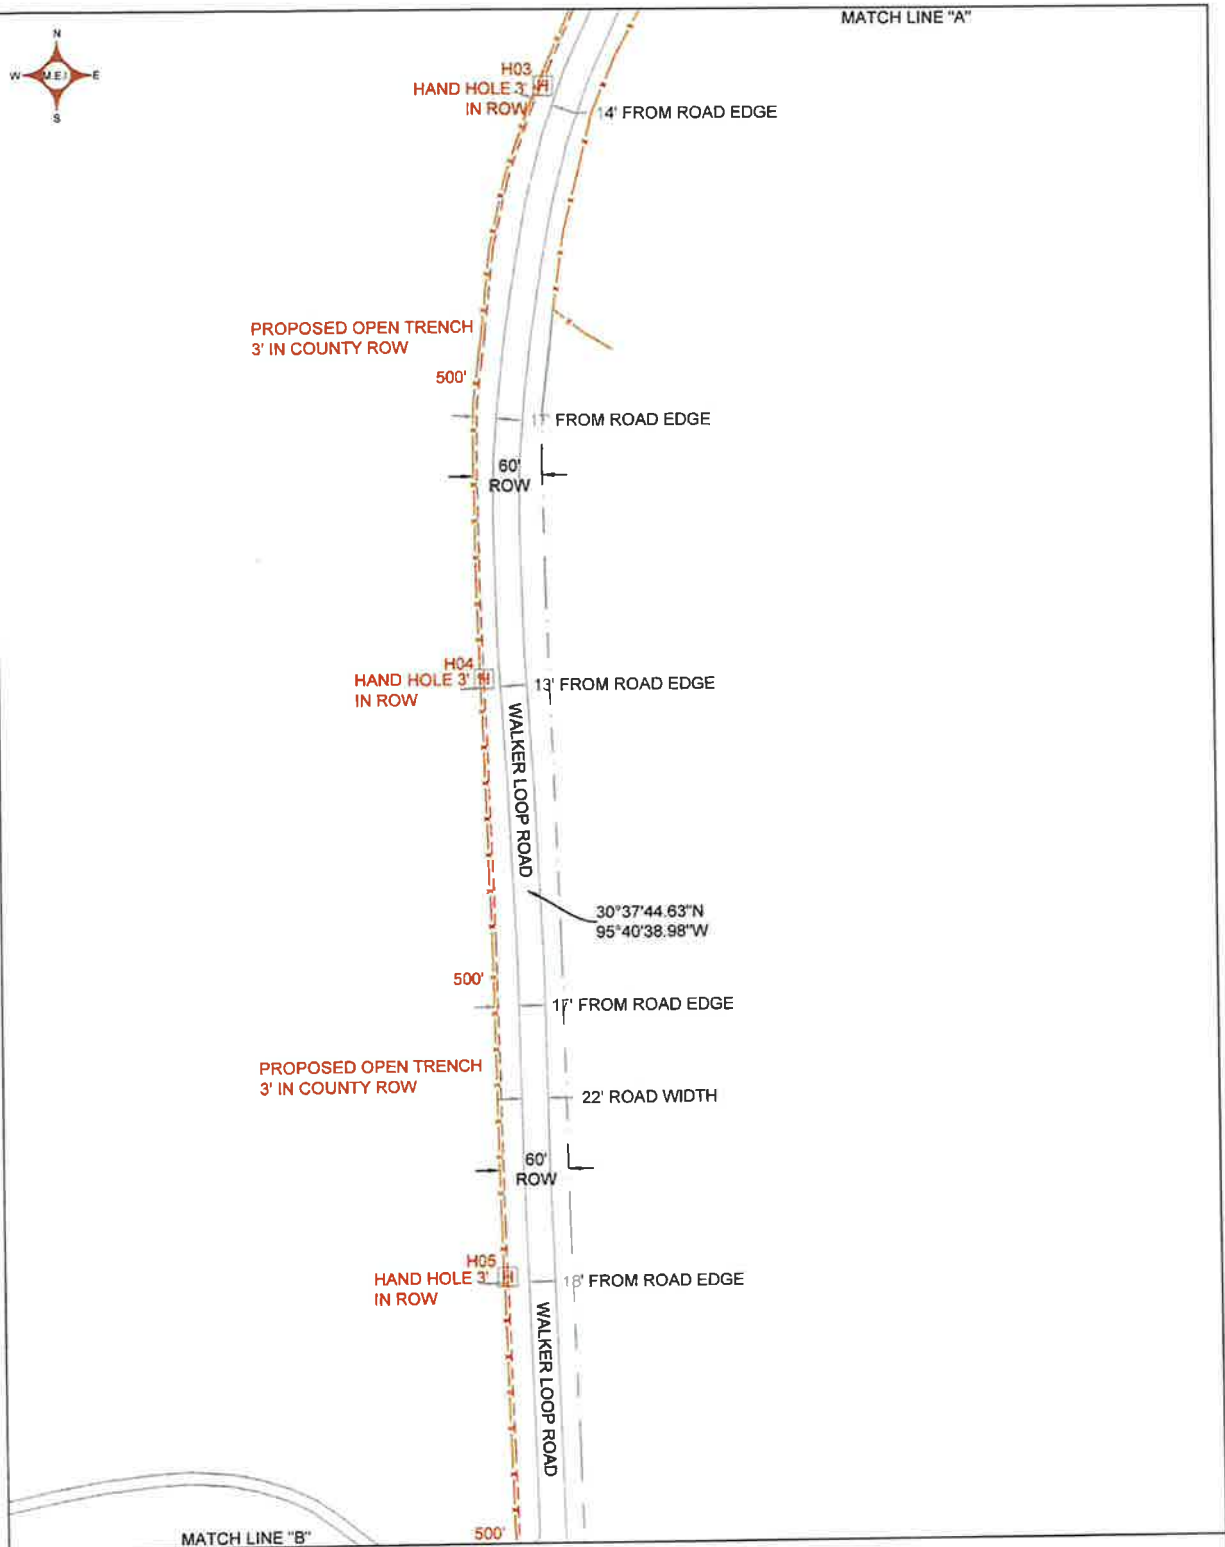 MATCH LINE "A"
N
W M.E.I E
S
H03
HAND HOLE 3'
IN ROW
H
14' FROM ROAD EDGE
PROPOSED OPEN TRENCH
3' IN COUNTY ROW
500'
FROM ROAD EDGE
60'
ROW
H04
HAND HOLE 3'
IN ROW
H
13' FROM ROAD EDGE
WALKER LOOP ROAD
30°37'44.63"N
95°40'38.98"W
500'
17' FROM ROAD EDGE
PROPOSED OPEN TRENCH
3' IN COUNTY ROW
22' ROAD WIDTH
60'
ROW
H05
HAND HOLE 3'
IN ROW
H
18' FROM ROAD EDGE
WALKER LOOP ROAD
MATCH LINE "B"
500'